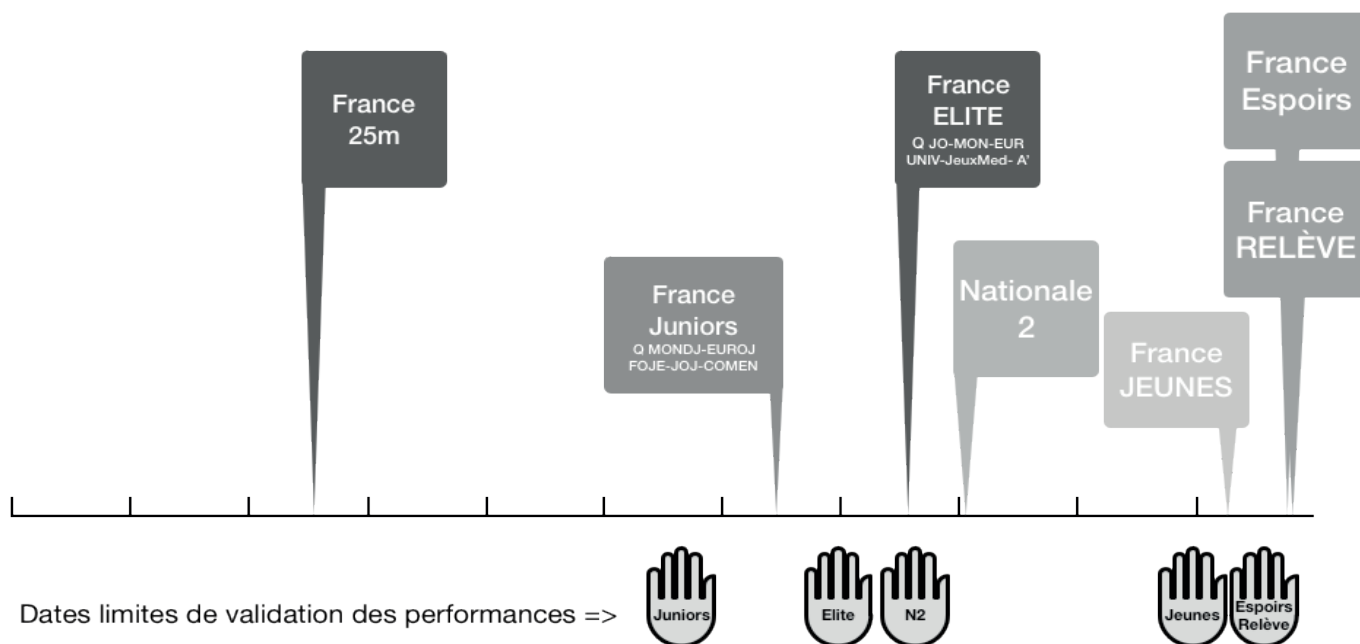 France
25m
France
Juniors
Q MONDJ-EUROJ
FOJE-JOJ-COMEN
France
ELITE
Q JO-MON-EUR
UNIV-JeuxMed- A'
Nationale
2
France
JEUNES
France
Espoirs
France
RELÈVE
Dates limites de validation des performances =>
Juniors
Elite
N2
Jeunes
Espoirs
Relève